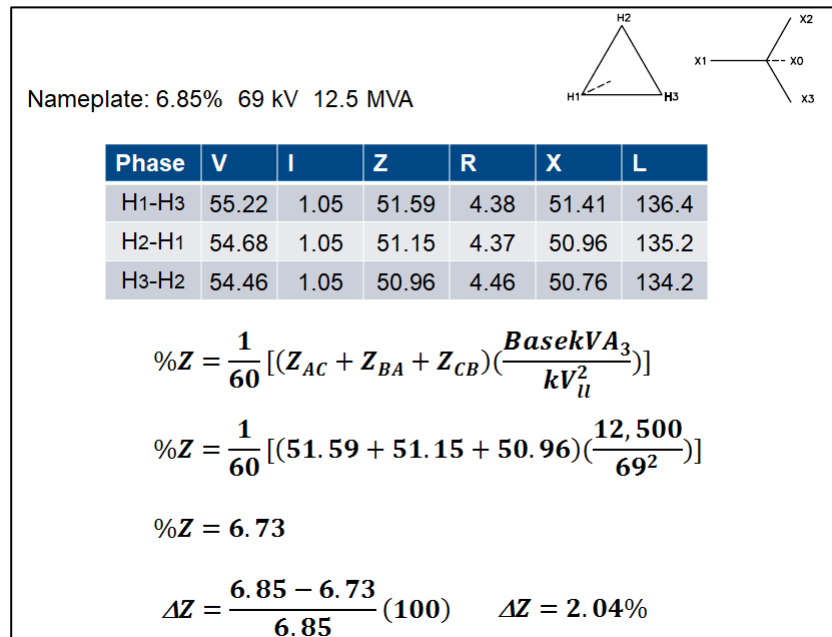 H2
X2
X1
X0
Nameplate: 6.85% 69 kV 12.5 MVA
H1
H3
X3
Phase V I Z R X L
H1-H3 55.22 1.05 51.59 4.38 51.41 136.4
H2-H1 54.68 1.05 51.15 4.37 50.96 135.2
H3-H2 54.46 1.05 50.96 4.46 50.76 134.2
%Z = 1/60 [(Z_AC + Z_BA + Z_CB)(BasekVA_3/kV_ll^2)]
%Z = 1/60 [(51.59 + 51.15 + 50.96)(12,500/69^2)]
%Z = 6.73
ΔZ = (6.85 − 6.73)/6.85 (100) ΔZ = 2.04%